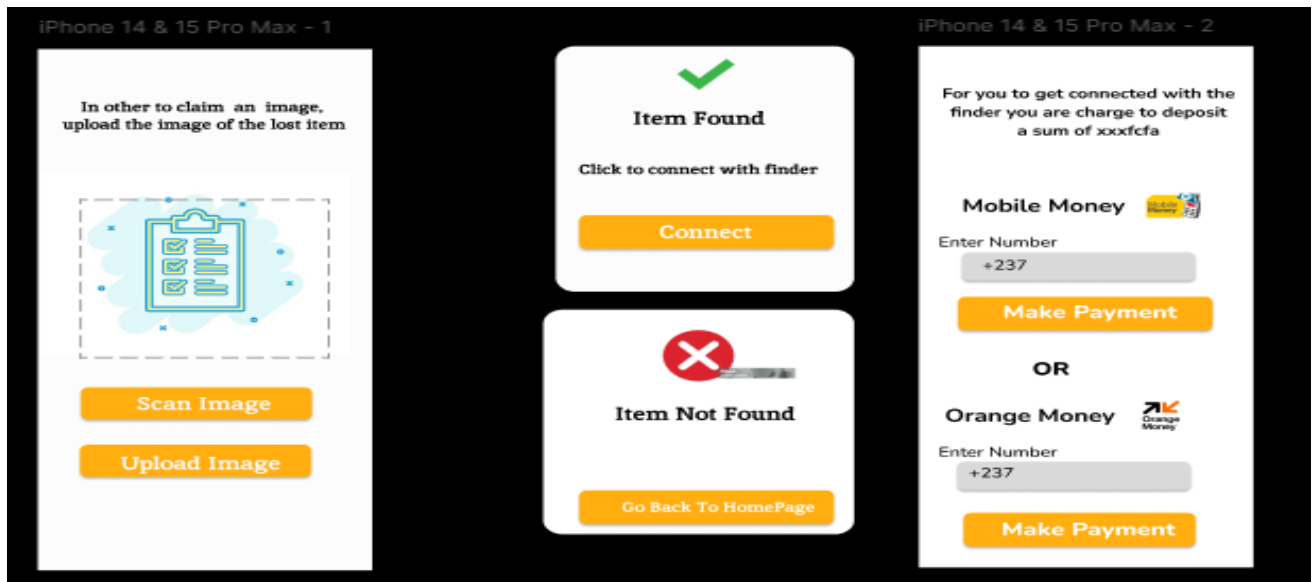 iPhone 14 & 15 Pro Max - 1
In other to claim an image,
upload the image of the lost item
Scan Image
Upload Image
Item Found
Click to connect with finder
Connect
Item Not Found
Go Back To HomePage
iPhone 14 & 15 Pro Max - 2
For you to get connected with the
finder you are charge to deposit
a sum of xxxfcfa
Mobile Money
Mobile
Money
Enter Number
+237
Make Payment
OR
Orange Money
Orange
Money
Enter Number
+237
Make Payment